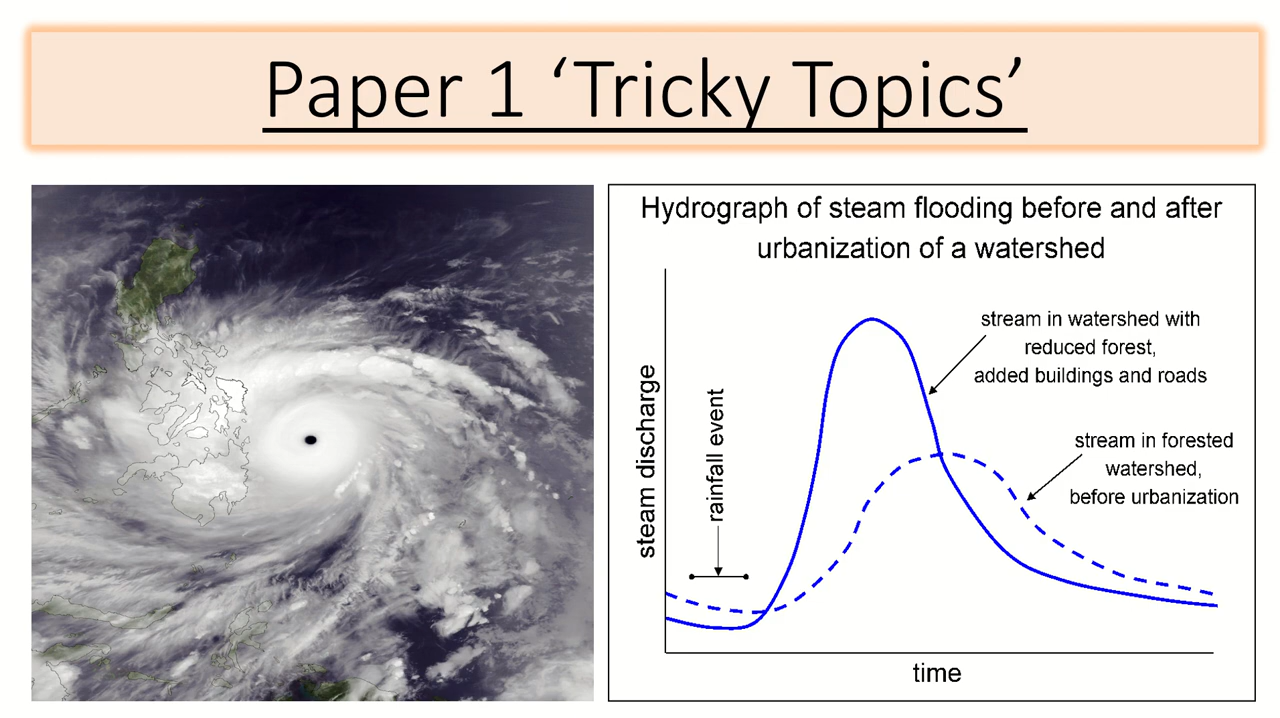 Paper 1 ‘Tricky Topics’
Hydrograph of steam flooding before and after
urbanization of a watershed
steam discharge
rainfall event
stream in watershed with
reduced forest,
added buildings and roads
stream in forested
watershed,
before urbanization
time